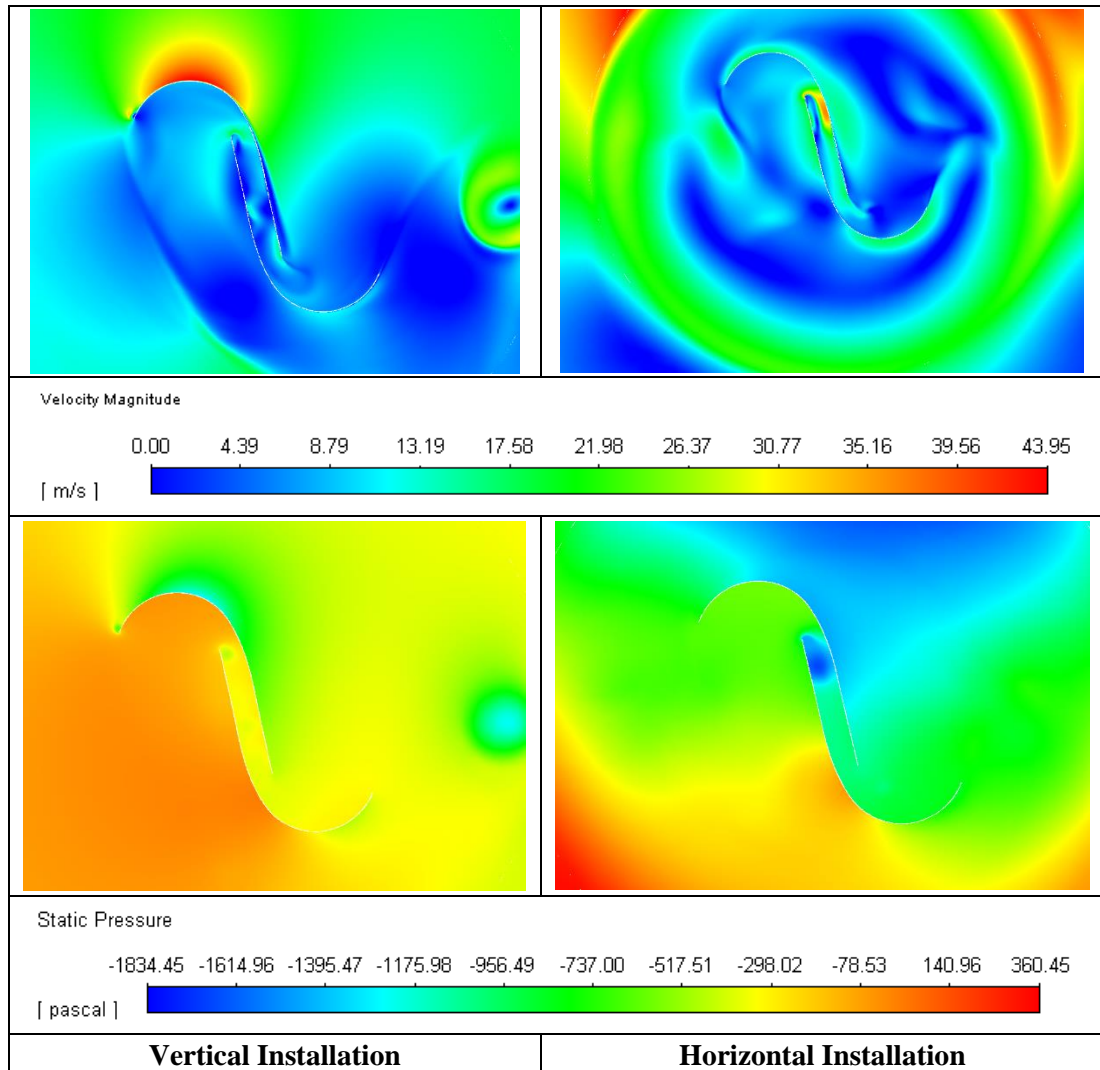 Velocity Magnitude
0.00 4.39 8.79 13.19 17.58 21.98 26.37 30.77 35.16 39.56 43.95
[ m/s ]
Static Pressure
-1834.45 -1614.96 -1395.47 -1175.98 -956.49 -737.00 -517.51 -298.02 -78.53 140.96 360.45
[ pascal ]
Vertical Installation Horizontal Installation